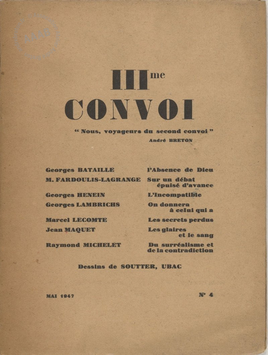 IIIme
CONVOI
" Nous, voyageurs du second convoi "
André BRETON
Georges BATAILLE l'Absence de Dieu
M. FARDOULIS-LAGRANGE Sur un débat
épuisé d'avance
Georges HENEIN L'Incompatible
Georges LAMBRICHS On donnera
à celui qui a
Marcel LECOMTE Les secrets perdus
Jean MAQUET Les glaires
et le sang
Raymond MICHELET Du surréalisme et
de la contradiction
Dessins de SOUTTER, UBAC
MAI 1947 N° 4